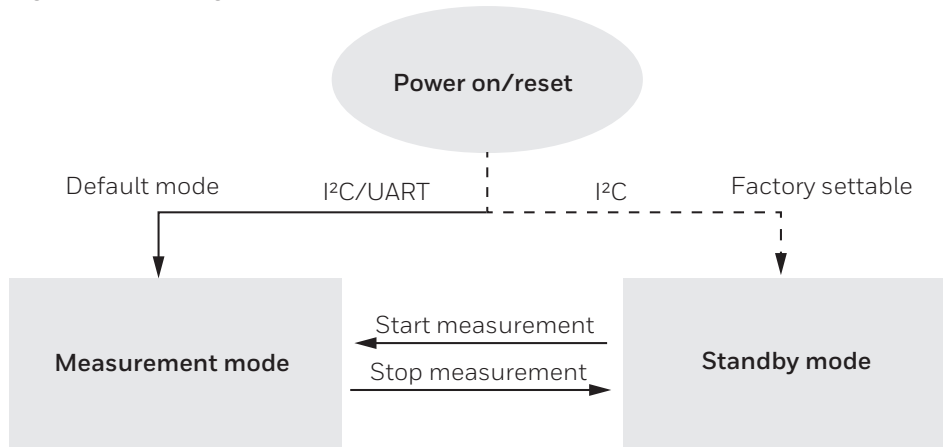 Power on/reset
Default mode
I²C/UART
I²C
Factory settable
Start measurement
Measurement mode
Standby mode
Stop measurement